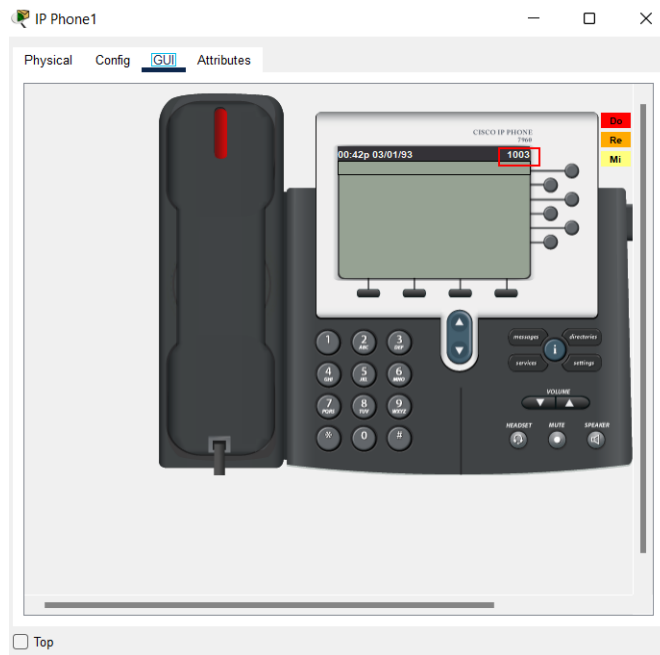 IP Phone1
Physical Config GUI Attributes
CISCO IP PHONE
7960
00:42p 03/01/93 1003
Do
Re
Mi
1 2 ABC 3 DEF
4 GHI 5 JKL 6 MNO
7 PQRS 8 TUV 9 WXYZ
* 0 #
messages directories
i
services settings
VOLUME
HEADSET MUTE SPEAKER
Top